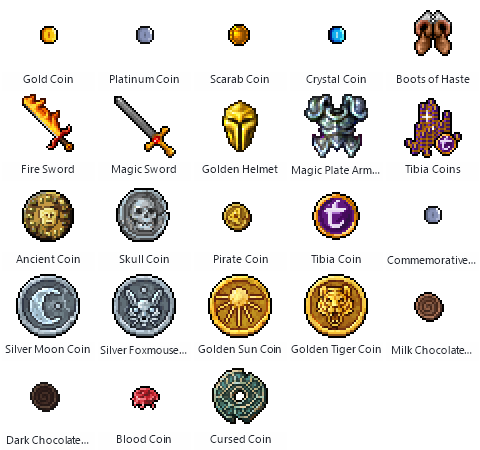 Gold Coin Platinum Coin Scarab Coin Crystal Coin Boots of Haste
Fire Sword Magic Sword Golden Helmet Magic Plate Arm... Tibia Coins
Ancient Coin Skull Coin Pirate Coin Tibia Coin Commemorative...
Silver Moon Coin Silver Foxmouse... Golden Sun Coin Golden Tiger Coin Milk Chocolate...
Dark Chocolate... Blood Coin Cursed Coin